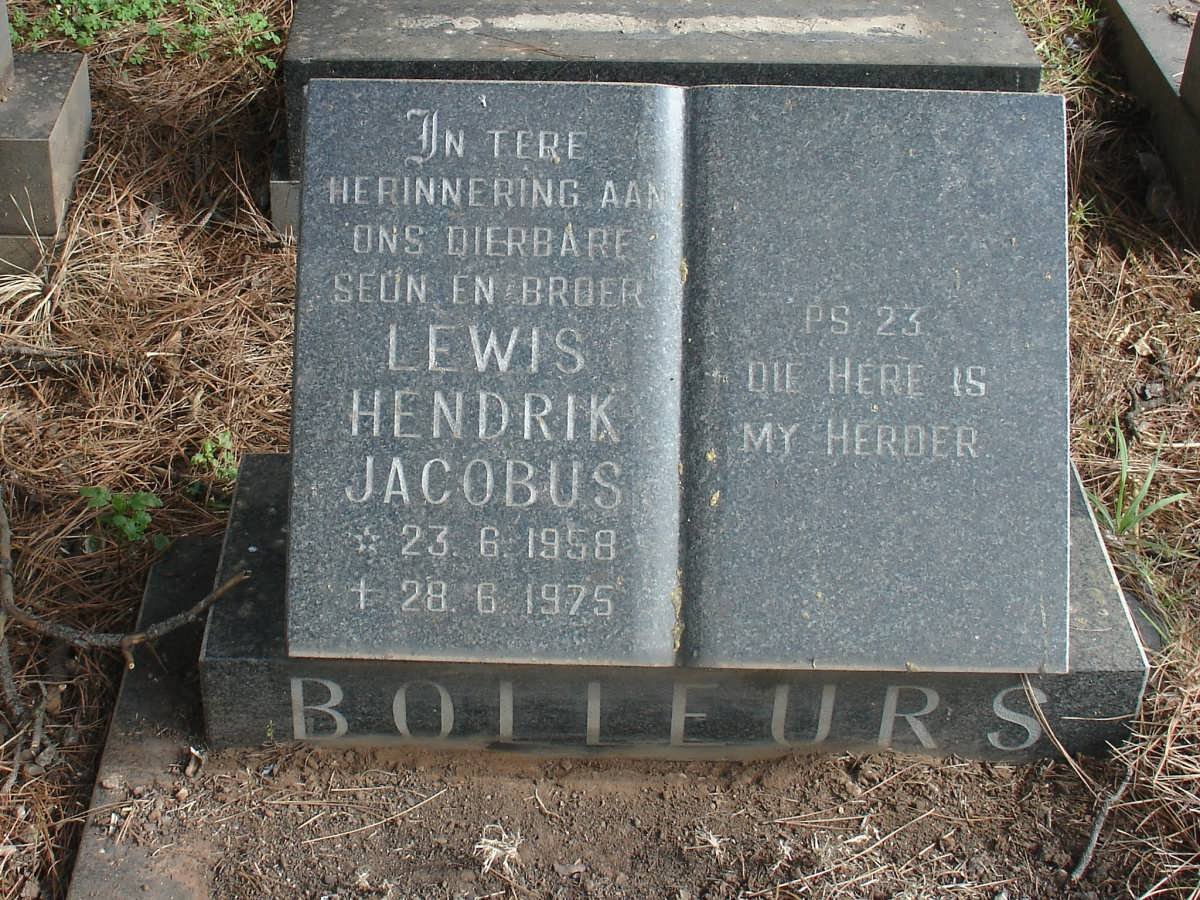 IN TERE
HERINNERING AAN
ONS DIERBARE
SEUN EN BROER
LEWIS
HENDRIK
JACOBUS
☆ 23. 6. 1958
✝ 28. 6. 1975
PS 23
DIE HERE IS
MY HERDER
BOLLEURS